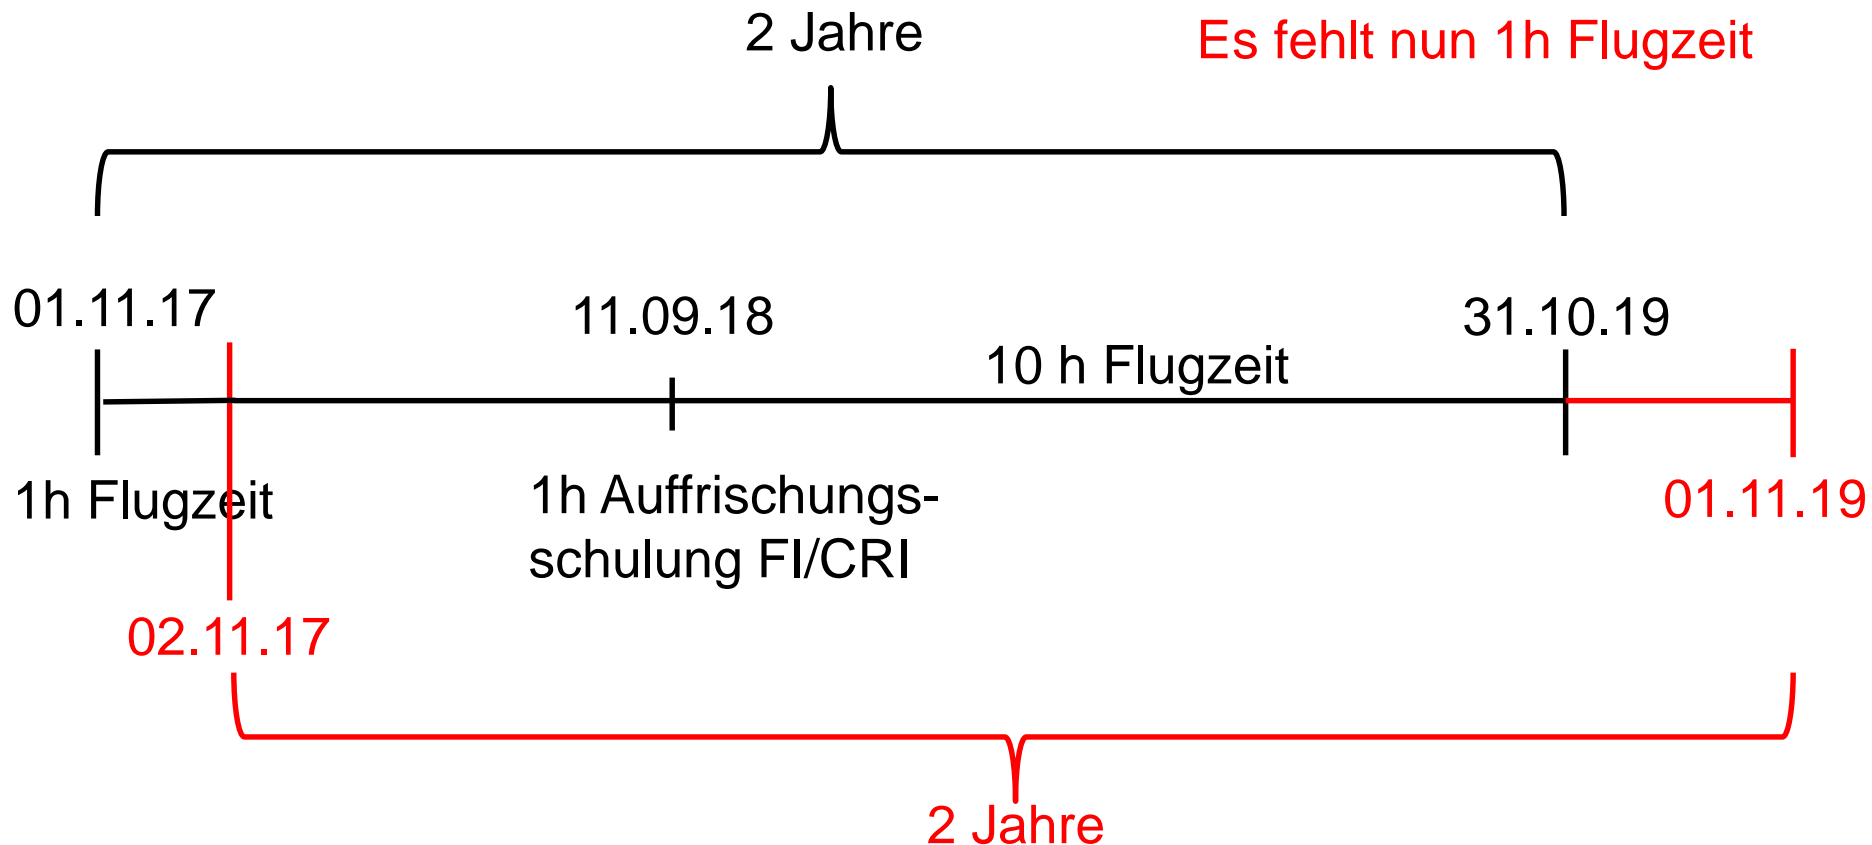 2 Jahre
Es fehlt nun 1h Flugzeit
01.11.17
11.09.18
31.10.19
10 h Flugzeit
1h Flugzeit
1h Auffrischungs-
schulung FI/CRI
01.11.19
02.11.17
2 Jahre